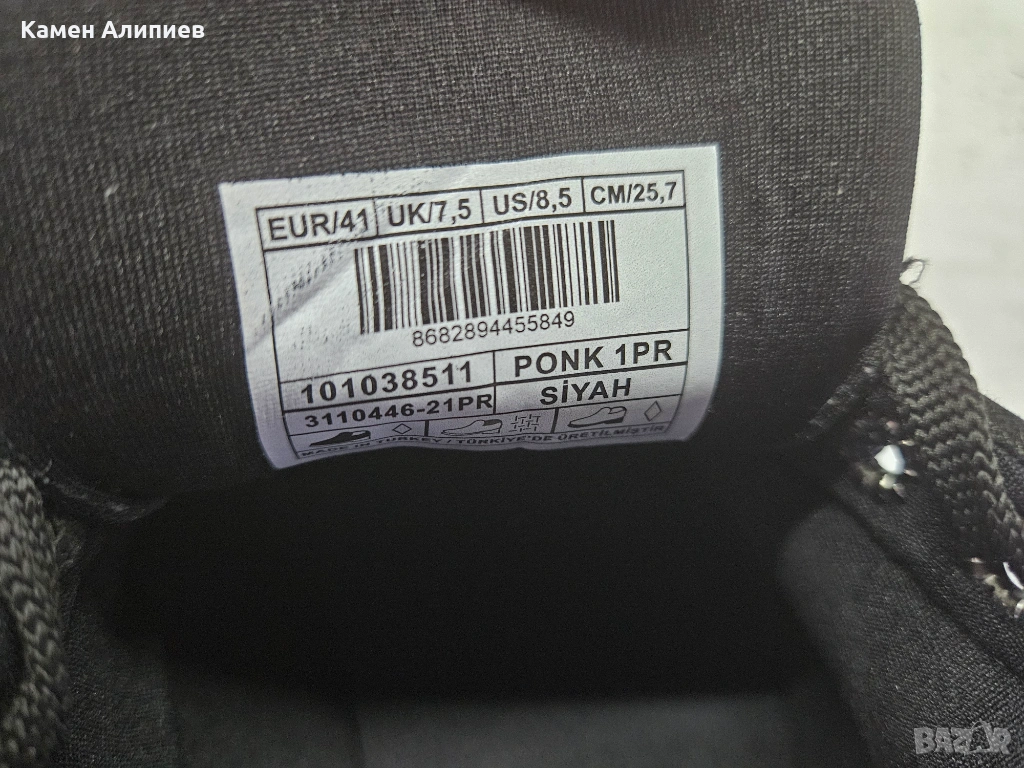 Камен Алипиев
EUR/41 UK/7,5 US/8,5 CM/25,7
8682894455849
101038511 PONK 1PR
3110446-21PR SİYAH
MADE IN TURKEY / TÜRKİYE'DE ÜRETİLMİŞTİR
BAZAR